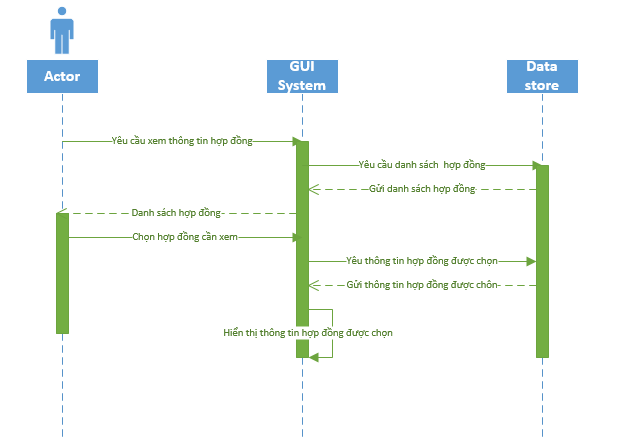 Actor
GUI
System
Data
store
Yêu cầu xem thông tin hợp đồng
Yêu cầu danh sách hợp đồng
Gửi danh sách hợp đồng
Danh sách hợp đồng
Chọn hợp đồng cần xem
Yêu thông tin hợp đồng được chọn
Gửi thông tin hợp đồng được chôn
Hiển thị thông tin hợp đồng được chọn